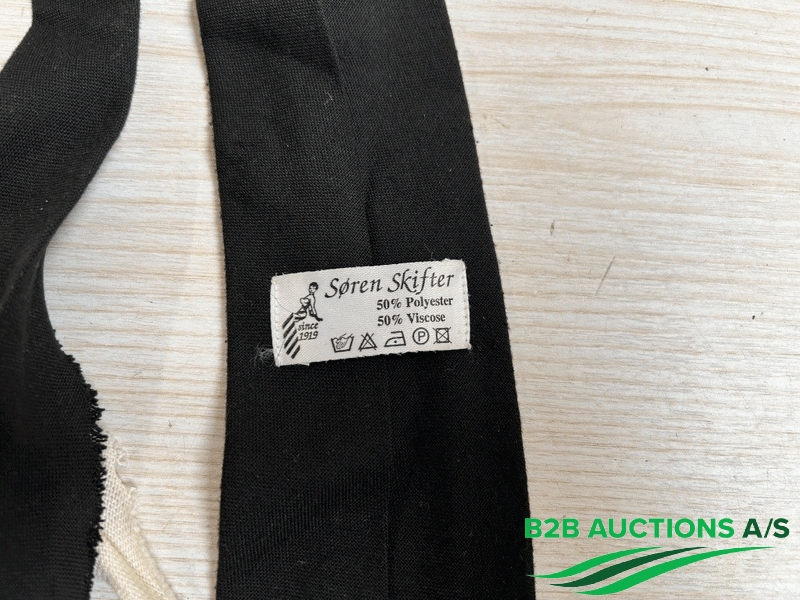 Søren Skifter
50% Polyester
50% Viscose
since
1919
P
B2B AUCTIONS A/S